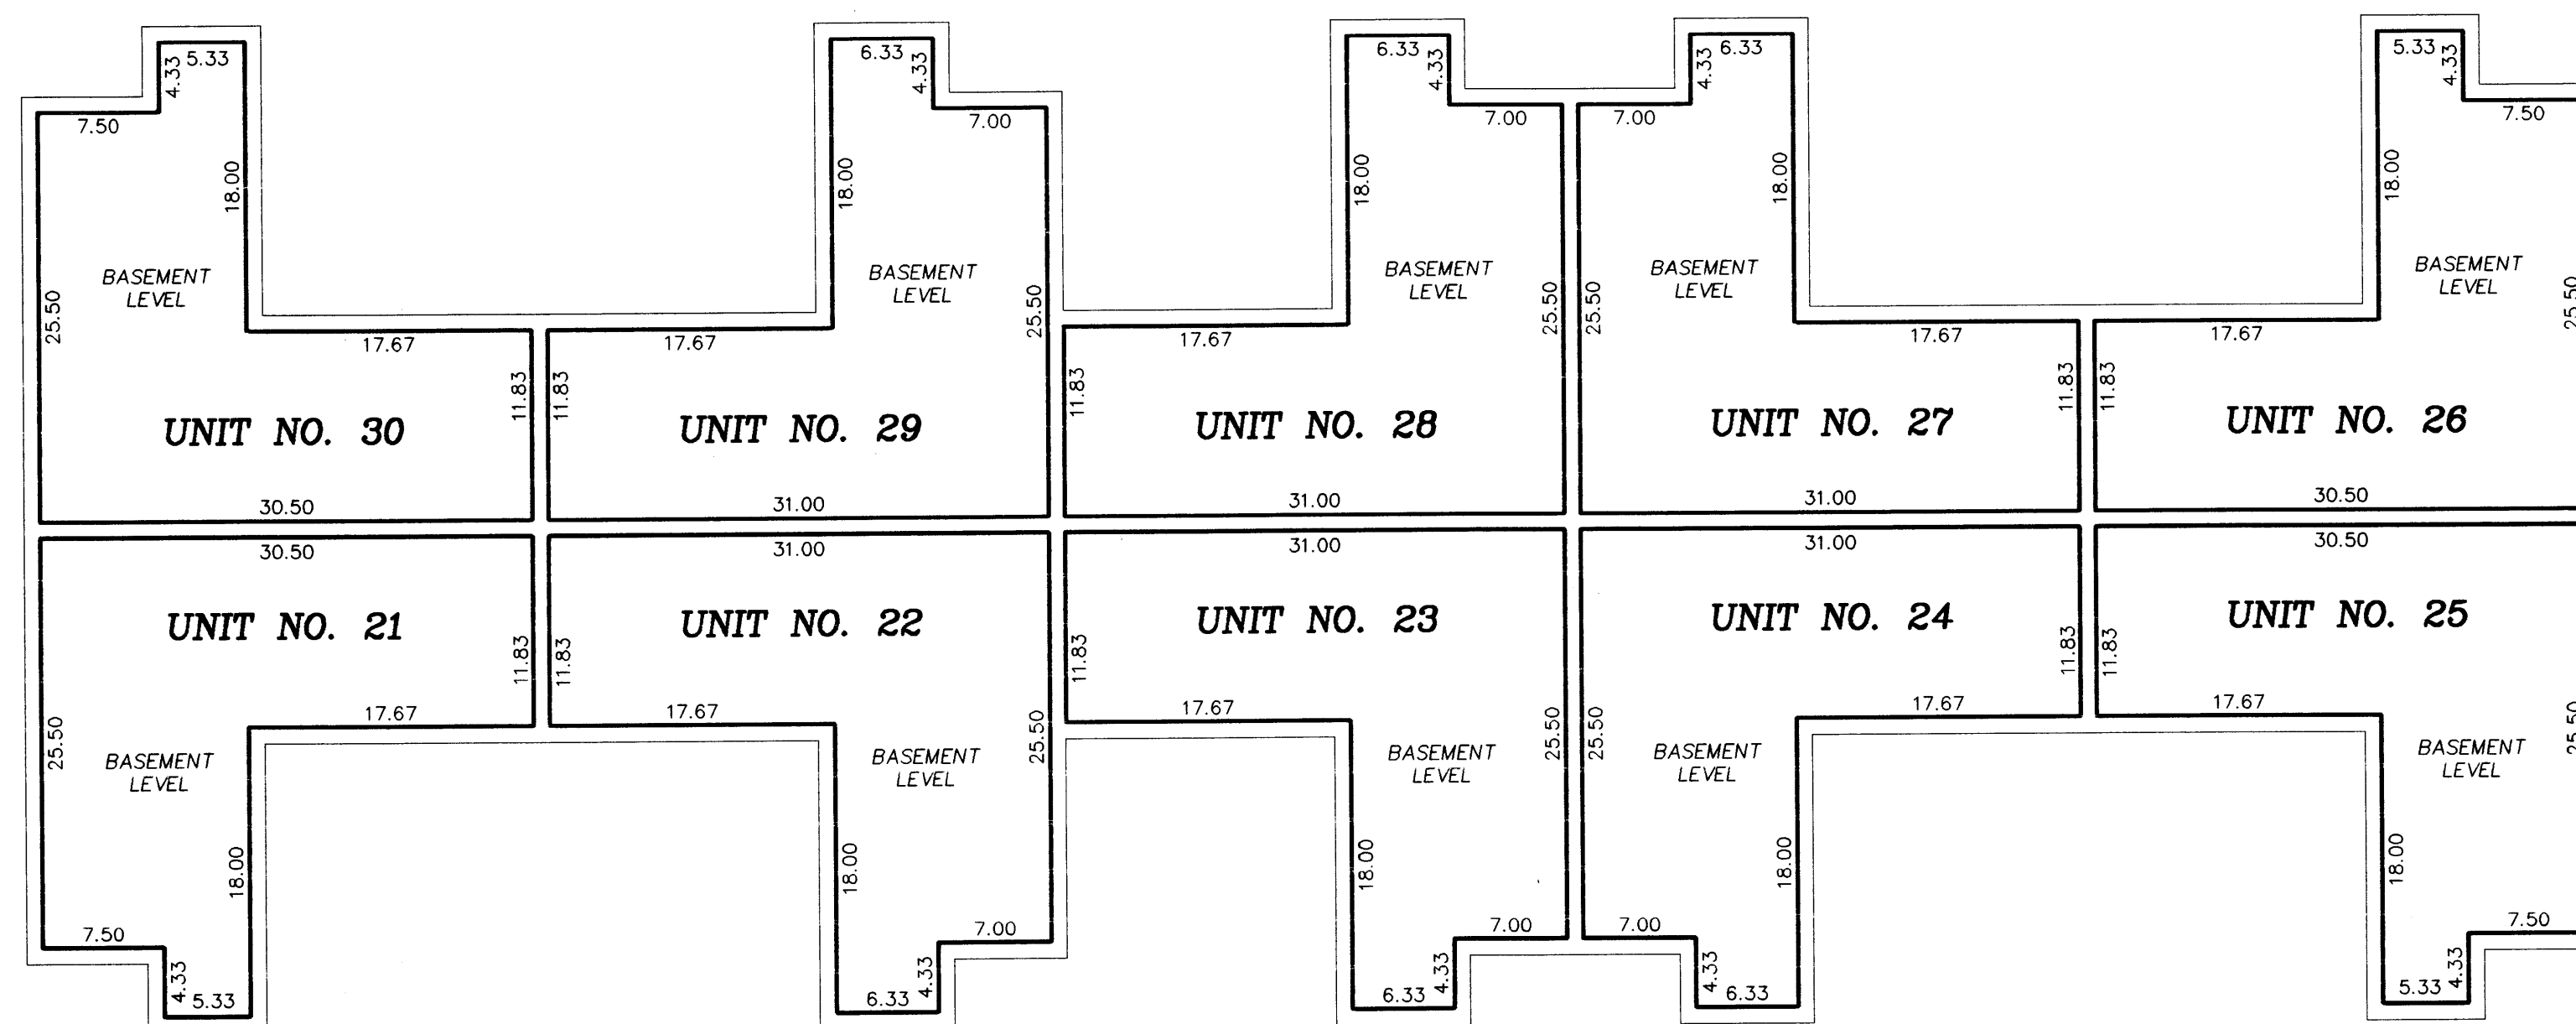 5.33
4.33
7.50
18.00
25.50
BASEMENT
LEVEL
17.67
11.83
UNIT NO. 30
30.50
6.33
4.33
7.00
18.00
BASEMENT
LEVEL
25.50
17.67
11.83
UNIT NO. 29
31.00
6.33
4.33
7.00
18.00
BASEMENT
LEVEL
25.50
17.67
11.83
UNIT NO. 28
31.00
6.33
4.33
7.00
18.00
BASEMENT
LEVEL
25.50
17.67
11.83
UNIT NO. 27
31.00
5.33
4.33
7.50
18.00
BASEMENT
LEVEL
25.50
17.67
11.83
UNIT NO. 26
30.50
30.50
UNIT NO. 21
11.83
17.67
25.50
BASEMENT
LEVEL
18.00
7.50
4.33
5.33
31.00
UNIT NO. 22
11.83
17.67
25.50
BASEMENT
LEVEL
18.00
7.00
4.33
6.33
31.00
UNIT NO. 23
11.83
17.67
25.50
BASEMENT
LEVEL
18.00
7.00
4.33
6.33
31.00
UNIT NO. 24
11.83
17.67
25.50
BASEMENT
LEVEL
18.00
7.00
4.33
6.33
30.50
UNIT NO. 25
11.83
17.67
25.50
BASEMENT
LEVEL
18.00
7.50
4.33
5.33